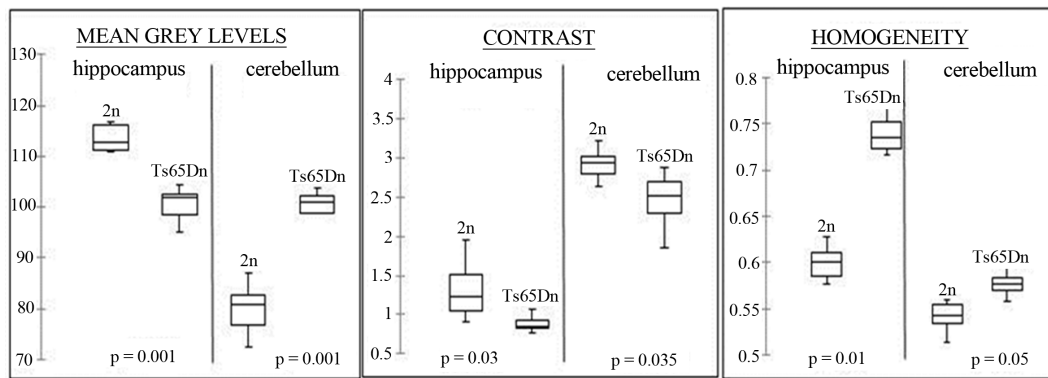 MEAN GREY LEVELS
hippocampus cerebellum
130
120
110
100
90
80
70
2n
Ts65Dn
2n
Ts65Dn
p = 0.001 p = 0.001
CONTRAST
hippocampus cerebellum
4
3.5
3
2.5
2
1.5
1
0.5
2n
Ts65Dn
2n
Ts65Dn
p = 0.03 p = 0.035
HOMOGENEITY
hippocampus cerebellum
0.8
0.75
0.7
0.65
0.6
0.55
0.5
2n
Ts65Dn
2n
Ts65Dn
p = 0.01 p = 0.05